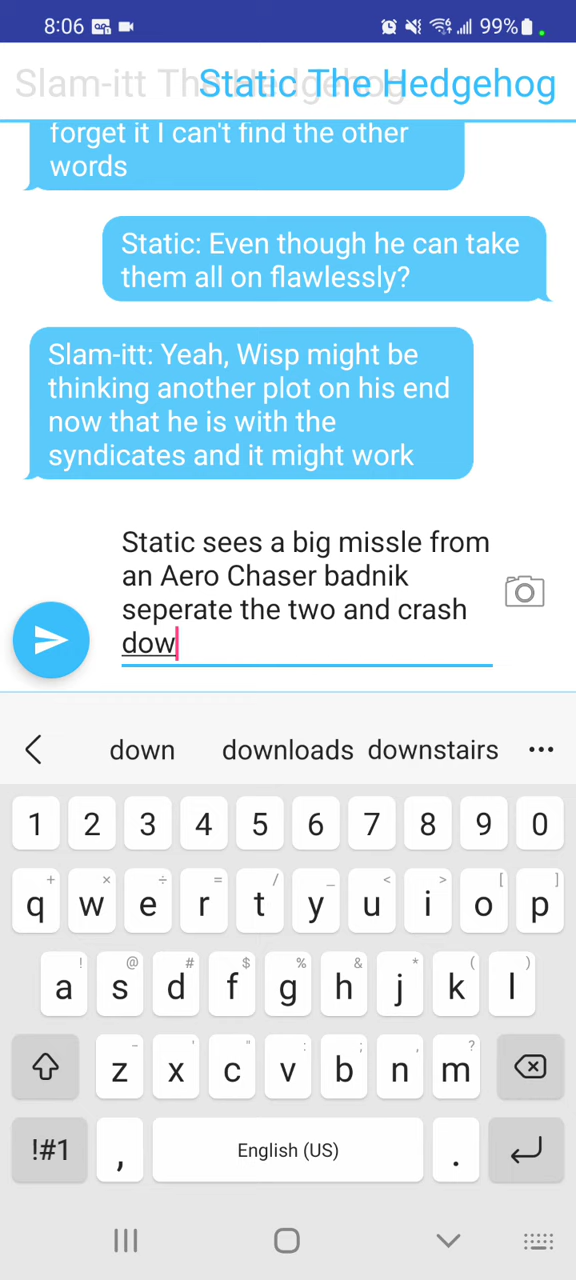 8:06 99%
Slam-itt The Hedgehog Static The Hedgehog
forget it I can't find the other
words
Static: Even though he can take
them all on flawlessly?
Slam-itt: Yeah, Wisp might be
thinking another plot on his end
now that he is with the
syndicates and it might work
Static sees a big missle from
an Aero Chaser badnik
seperate the two and crash
dow
down downloads downstairs
1 2 3 4 5 6 7 8 9 0
+ × ÷ = / _ < > [ ]
q w e r t y u i o p
! @ # $ % & * ( )
a s d f g h j k l
- ' " : ; , ?
z x c v b n m
!#1 , English (US) .